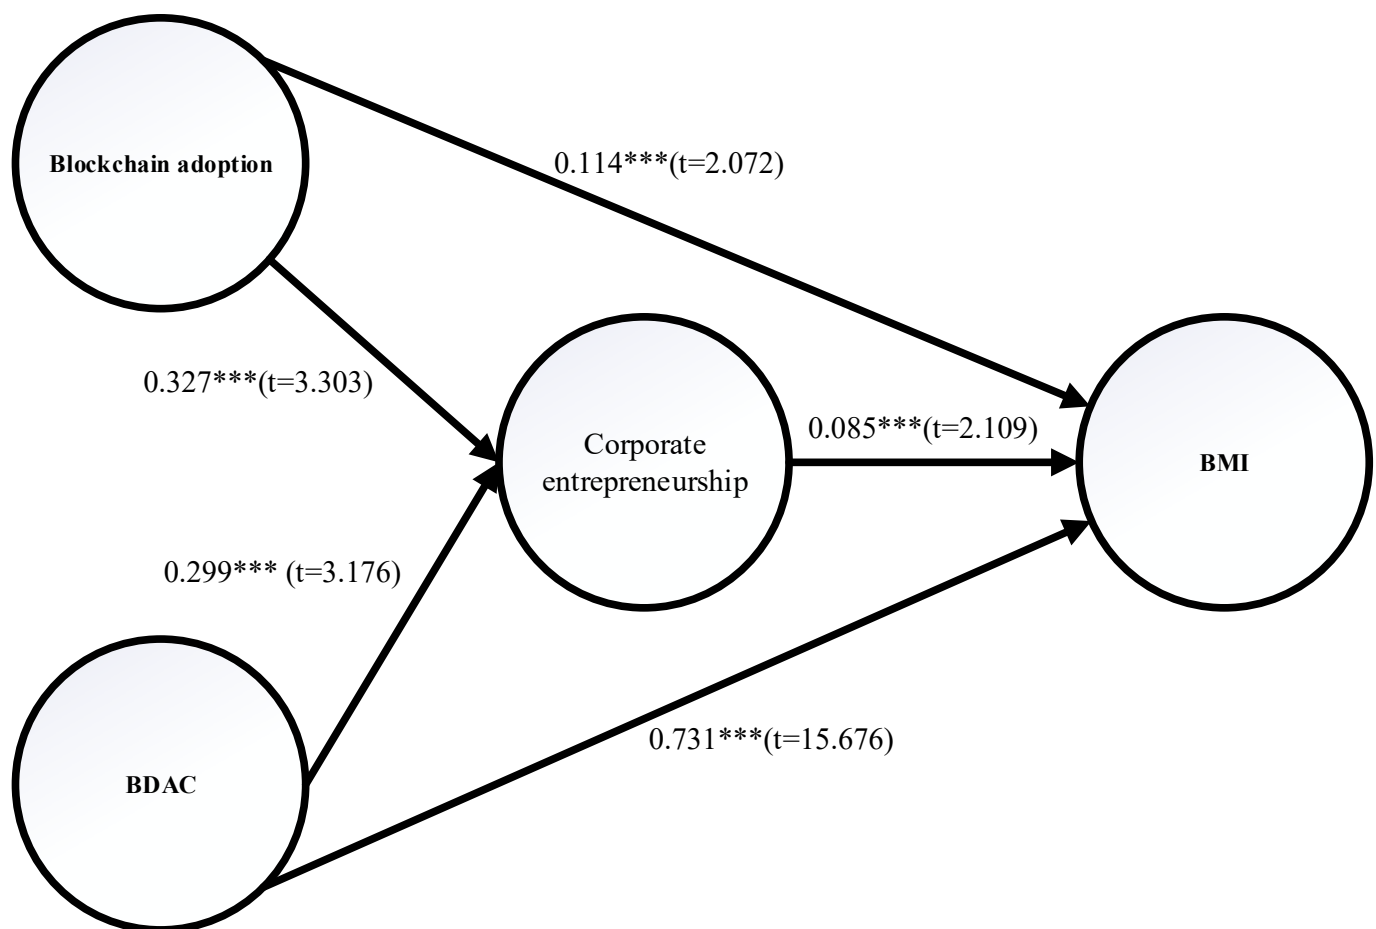 Blockchain adoption
0.114***(t=2.072)
0.327***(t=3.303)
Corporate
entrepreneurship
0.085***(t=2.109)
BMI
0.299*** (t=3.176)
0.731***(t=15.676)
BDAC